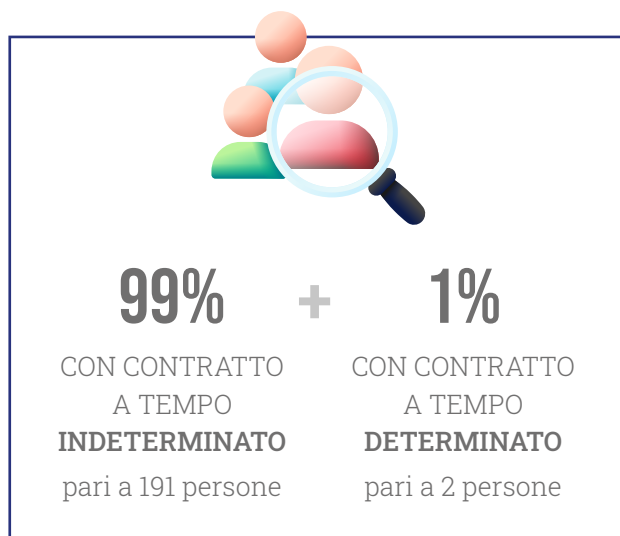 99% + 1%
CON CONTRATTO
A TEMPO
INDETERMINATO
pari a 191 persone
CON CONTRATTO
A TEMPO
DETERMINATO
pari a 2 persone